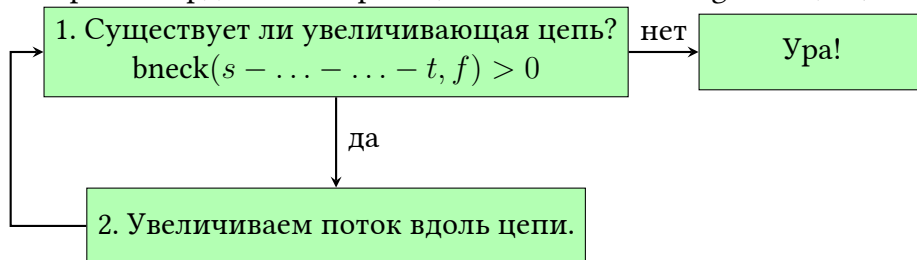 1. Существует ли увеличивающая цепь?
bneck(s − … − … − t, f) > 0
нет
Ура!
да
2. Увеличиваем поток вдоль цепи.